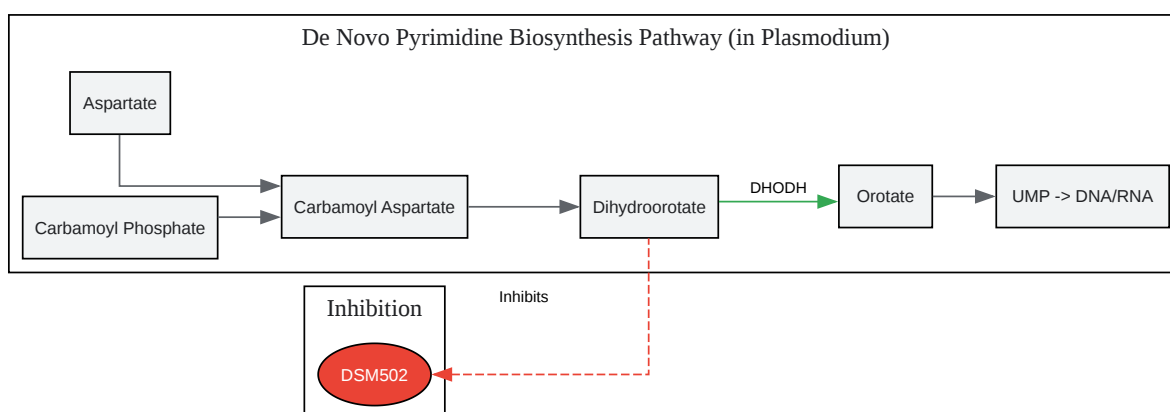 De Novo Pyrimidine Biosynthesis Pathway (in Plasmodium)
Aspartate
Carbamoyl Phosphate
Carbamoyl Aspartate
Dihydroorotate
DHODH
Orotate
UMP -> DNA/RNA
Inhibits
Inhibition
DSM502